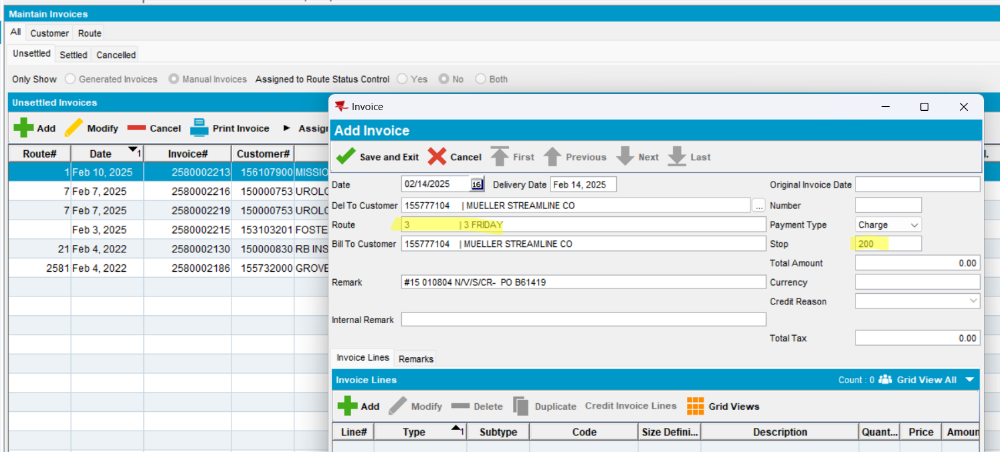 Maintain Invoices
All Customer Route
Unsettled Settled Cancelled
Only Show Generated Invoices Manual Invoices Assigned to Route Status Control Yes No Both
Unsettled Invoices
Add Modify Cancel Print Invoice Assign
Route# Date 1 Invoice# Customer#
1 Feb 10, 2025 2580002213 156107900 MISSIO
7 Feb 7, 2025 2580002216 150000753 UROLO
7 Feb 7, 2025 2580002219 150000753 UROLO
Feb 3, 2025 2580002215 153103201 FOSTE
21 Feb 4, 2022 2580002130 150000830 RB INS
2581 Feb 4, 2022 2580002186 155732000 GROVE
Invoice
Add Invoice
Save and Exit Cancel First Previous Next Last
Date 02/14/2025 16 Delivery Date Feb 14, 2025 Original Invoice Date
Del To Customer 155777104 | MUELLER STREAMLINE CO ... Number
Route 3 | 3 FRIDAY Payment Type Charge
Bill To Customer 155777104 | MUELLER STREAMLINE CO Stop 200
Total Amount 0.00
Remark #15 010804 N/V/S/CR- PO B61419 Currency
Credit Reason
Internal Remark
Total Tax 0.00
Invoice Lines Remarks
Invoice Lines Count : 0 Grid View All
Add Modify Delete Duplicate Credit Invoice Lines Grid Views
Line# Type 1 Subtype Code Size Defini... Description Quant... Price Amoun